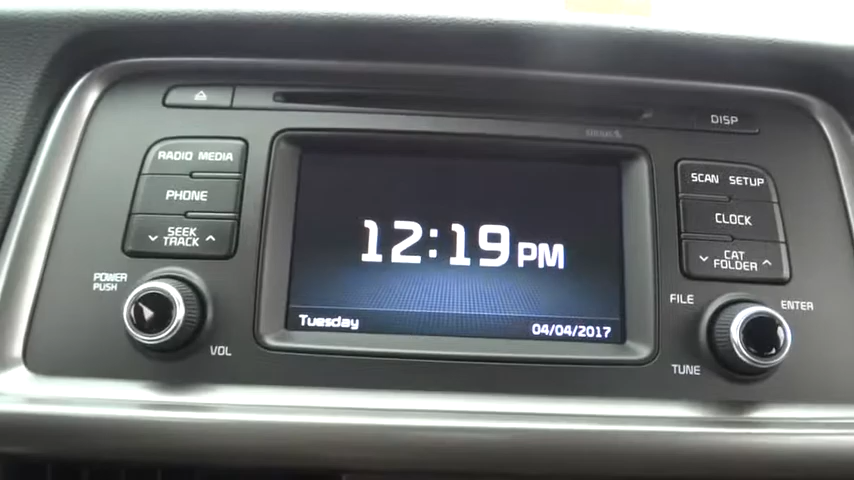 DISP
SIRIUS
RADIO MEDIA
PHONE
SEEK
TRACK
SCAN SETUP
CLOCK
CAT
FOLDER
12:19PM
Tuesday
04/04/2017
POWER
PUSH
VOL
FILE
ENTER
TUNE